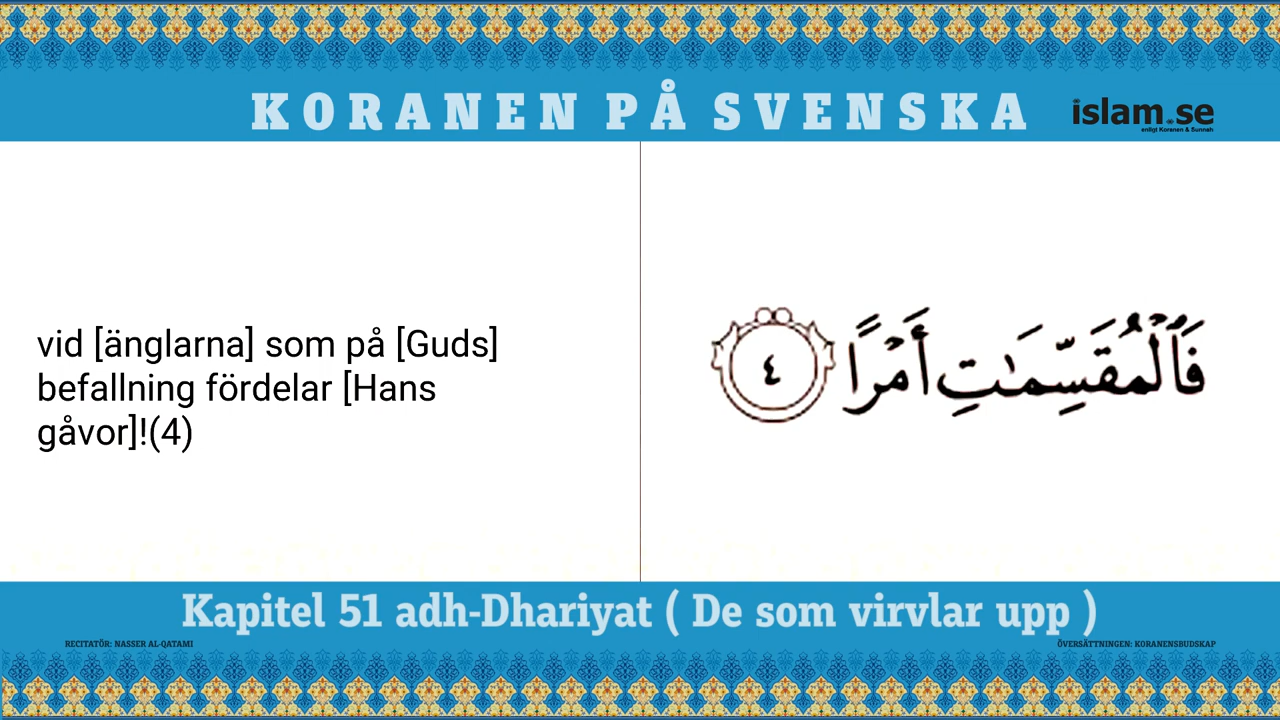 KORANEN PÅ SVENSKA
islam.se
enligt Koranen & Sunnah
vid [änglarna] som på [Guds]
befallning fördelar [Hans
gåvor]!(4)
فَٱلْمُقَسِّمَٰتِ أَمْرًا ٤
Kapitel 51 adh-Dhariyat ( De som virvlar upp )
RECITATÖR: NASSER AL-QATAMI
ÖVERSÄTTNINGEN: KORANENSBUDSKAP